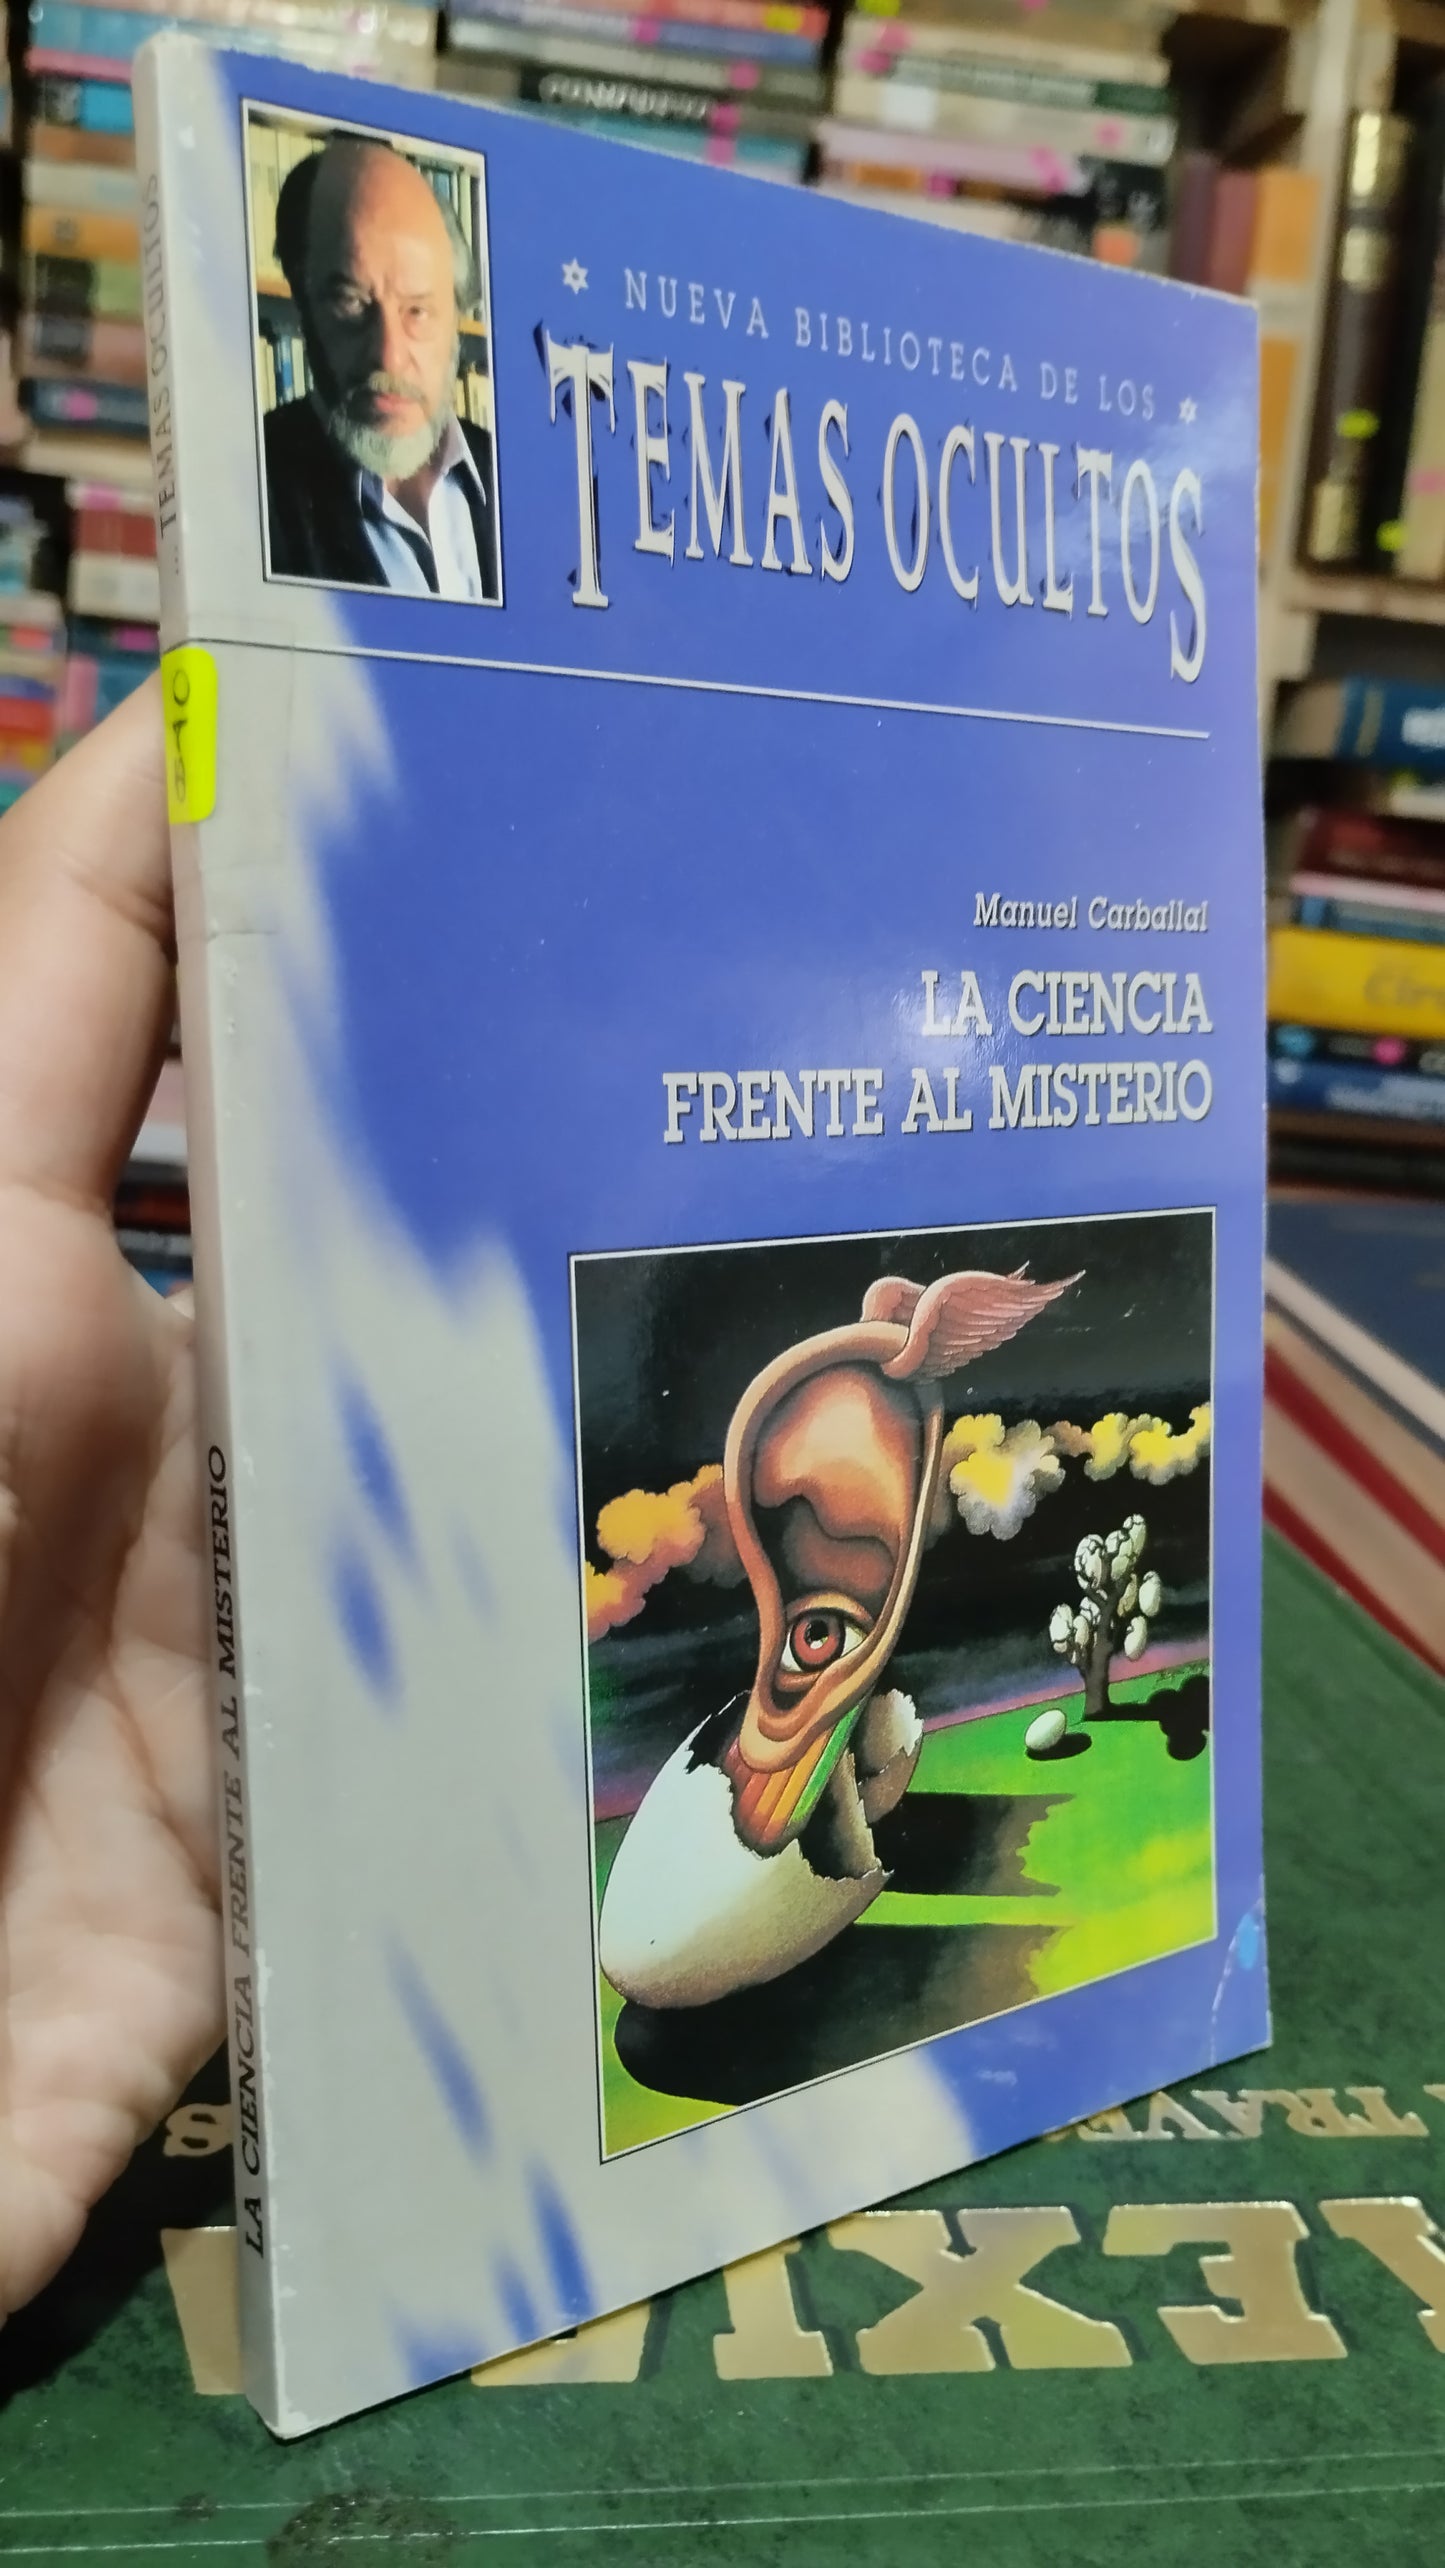 NUEVA BIBLIOTECA DE LOS
TEMAS OCULTOS
Manuel Carballal
LA CIENCIA
FRENTE AL MISTERIO
... TEMAS OCULTOS
LA CIENCIA FRENTE AL MISTERIO